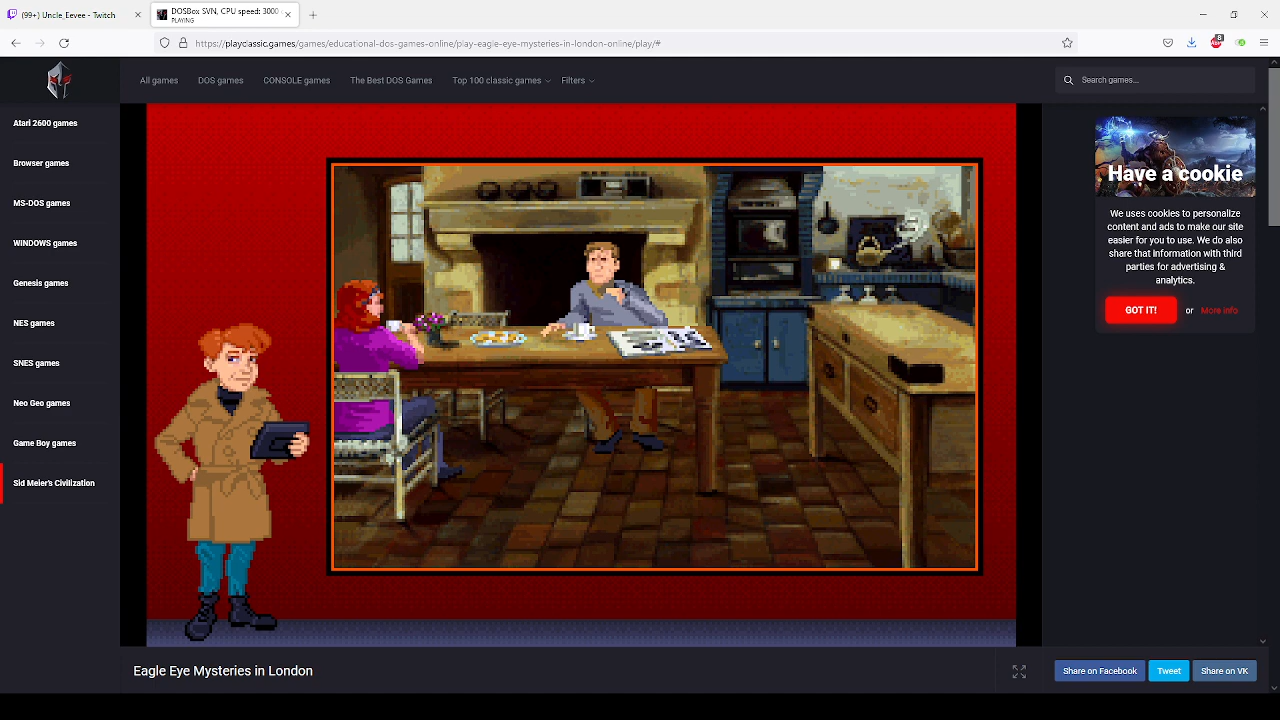 (99+) Uncle_Eevee - Twitch
DOSBox SVN, CPU speed: 3000
PLAYING
https://playclassic.games/games/educational-dos-games-online/play-eagle-eye-mysteries-in-london-online/play/#
8
All games
DOS games
CONSOLE games
The Best DOS Games
Top 100 classic games
Filters
Search games...
Atari 2600 games
Browser games
MS-DOS games
WINDOWS games
Genesis games
NES games
SNES games
Neo Geo games
Game Boy games
Sid Meier's Civilization
Have a cookie
We uses cookies to personalize
content and ads to make our site
easier for you to use. We do also
share that information with third
parties for advertising &
analytics.
GOT IT! or More info
Eagle Eye Mysteries in London
Share on Facebook
Tweet
Share on VK